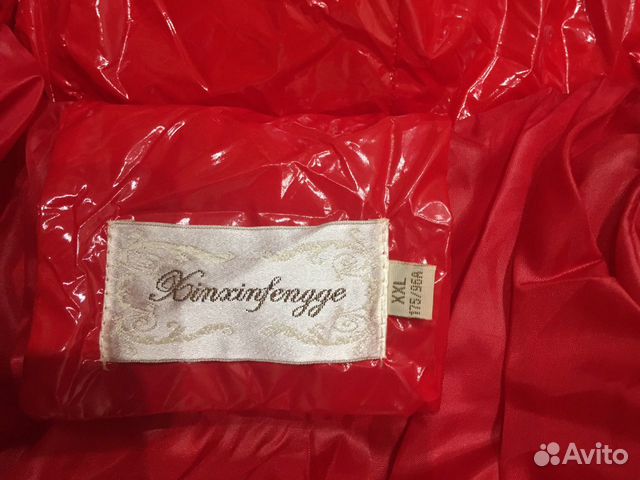 Xinxinfengge
XXL
175/96A
Avito